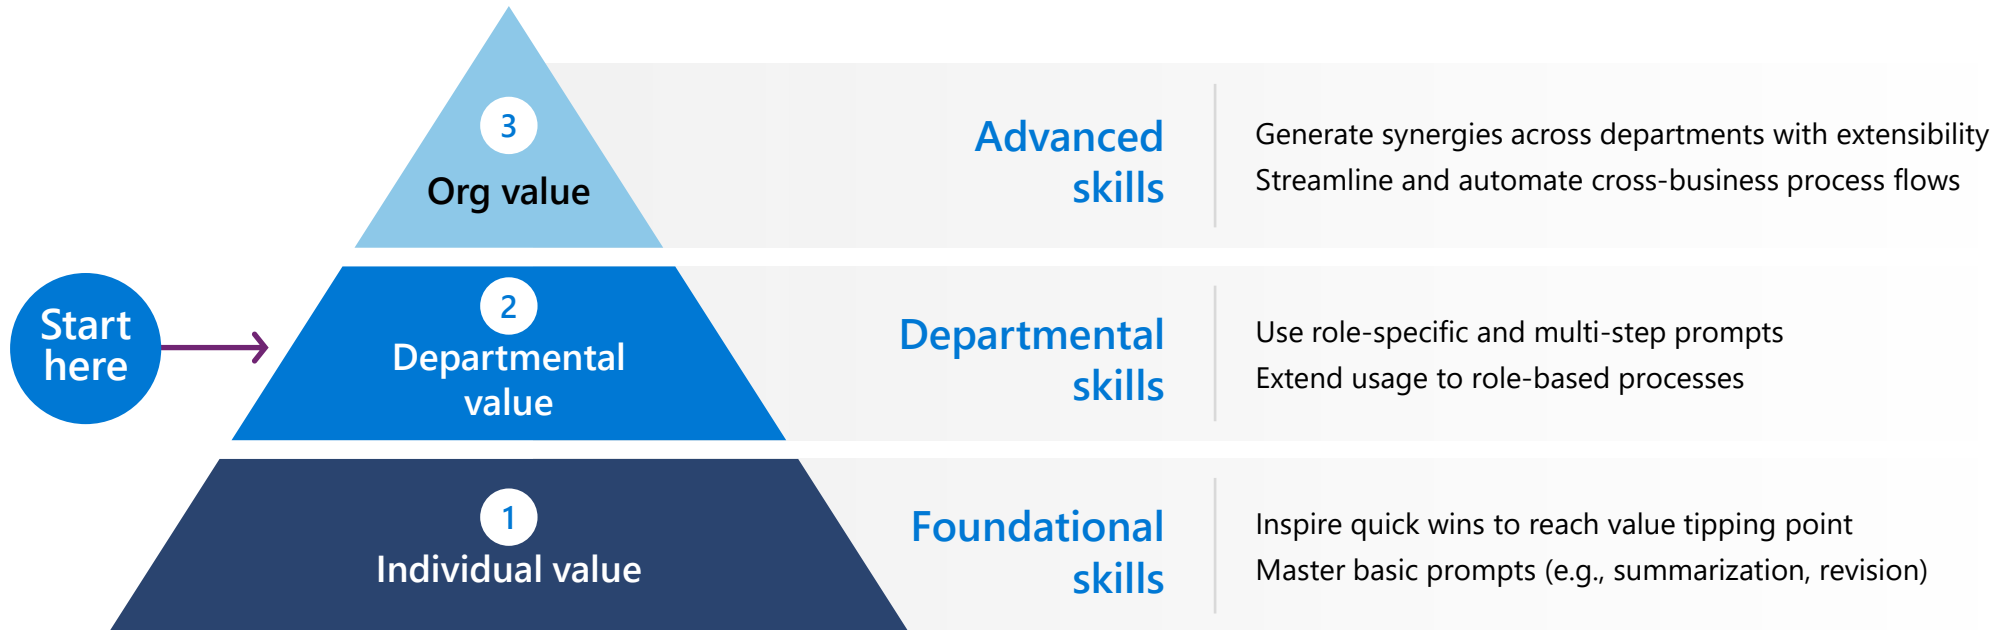 3
Org value
Advanced
skills
Generate synergies across departments with extensibility
Streamline and automate cross-business process flows
Start
here
2
Departmental
value
Departmental
skills
Use role-specific and multi-step prompts
Extend usage to role-based processes
1
Individual value
Foundational
skills
Inspire quick wins to reach value tipping point
Master basic prompts (e.g., summarization, revision)